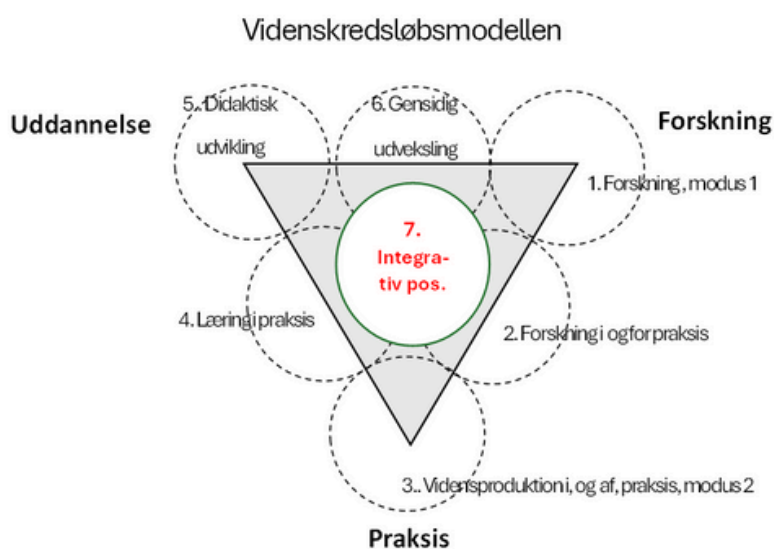 Videnskredsløbsmodellen
Uddannelse
5. Didaktisk
udvikling
6. Gensidig
udveksling
Forskning
1. Forskning, modus 1
7.
Integra-
tiv pos.
4. Læring i praksis
2. Forskning i og for praksis
3.. Vidensproduktion i, og af, praksis, modus 2
Praksis